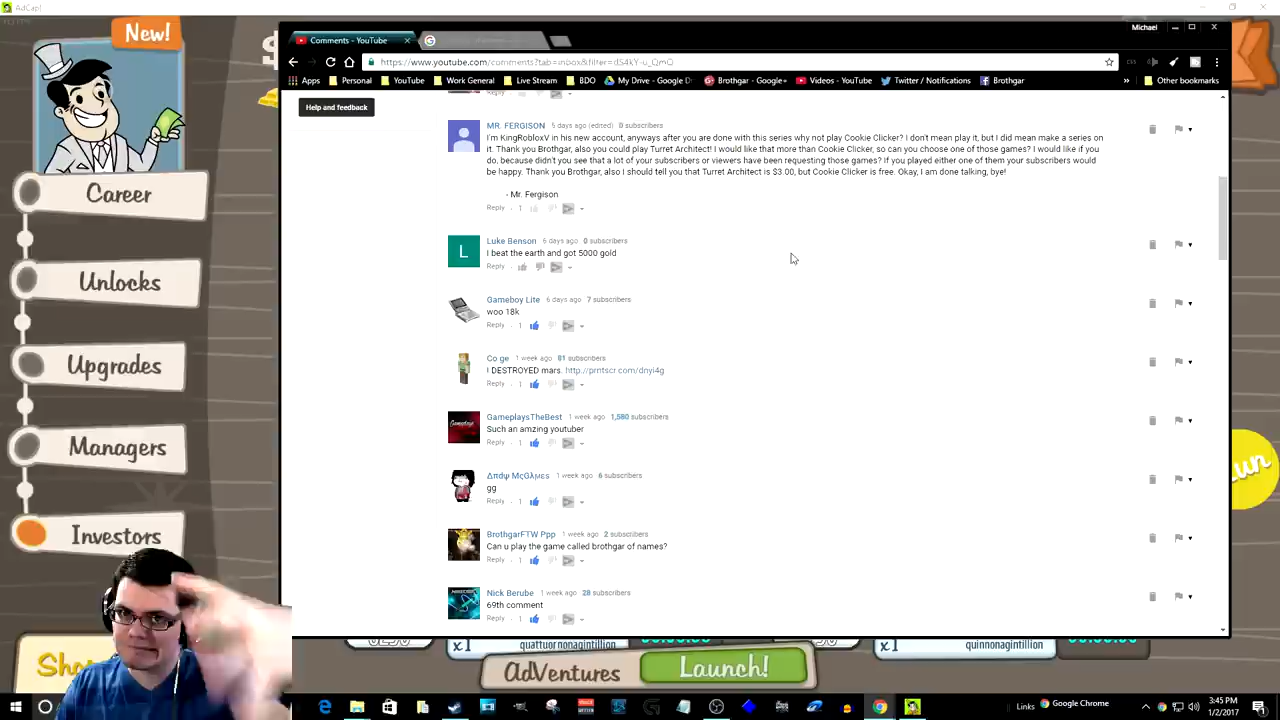 AdCap!
New!
Career
Unlocks
Upgrades
Managers
Investors
Michael
Comments - YouTube
https://www.youtube.com/comments?tab=inbox&filter=
Apps
Personal
YouTube
Work General
Live Stream
BDO
My Drive - Google Dr
Brothgar - Google+
Videos - YouTube
Twitter / Notifications
Brothgar
»
Other bookmarks
Help and feedback
Reply
MR. FERGISON 5 days ago (edited) 0 subscribers
I'm KingRobloxV in his new account, anyways after you are done with this series why not play Cookie Clicker? I don't mean play it, but I did mean make a series on
it. Thank you Brothgar, also you could play Turret Architect! I would like that more than Cookie Clicker, so can you choose one of those games? I would like if you
do, because didn't you see that a lot of your subscribers or viewers have been requesting those games? If you played either one of them your subscribers would
be happy. Thank you Brothgar, also I should tell you that Turret Architect is $3.00, but Cookie Clicker is free. Okay, I am done talking, bye!
- Mr. Fergison
Reply · 1
L
Luke Benson 6 days ago 0 subscribers
I beat the earth and got 5000 gold
Reply ·
Gameboy Lite 6 days ago 7 subscribers
woo 18k
Reply · 1
Co ge 1 week ago 81 subscribers
I DESTROYED mars. http://prntscr.com/dnyi4g
Reply · 1
GameplaysTheBest 1 week ago 1,580 subscribers
Such an amzing youtuber
Reply · 1
Δπdψ MςGλμεs 1 week ago 6 subscribers
gg
Reply · 1
BrothgarFTW Ppp 1 week ago 2 subscribers
Can u play the game called brothgar of names?
Reply · 1
Nick Berube 1 week ago 28 subscribers
69th comment
Reply · 1
x1
quattuornonagintillion
x1
quinnonagintillion
AdVentures
Launch!
Links
Google Chrome
3:45 PM
1/2/2017